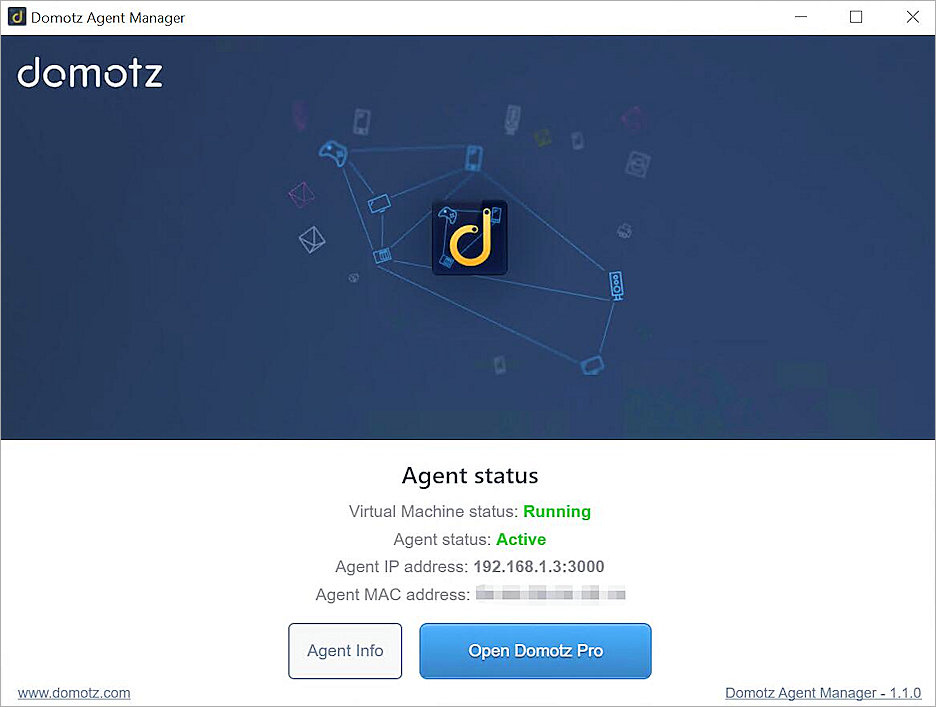 Domotz Agent Manager
domotz
Agent status
Virtual Machine status: Running
Agent status: Active
Agent IP address: 192.168.1.3:3000
Agent MAC address:
Agent Info
Open Domotz Pro
www.domotz.com
Domotz Agent Manager - 1.1.0